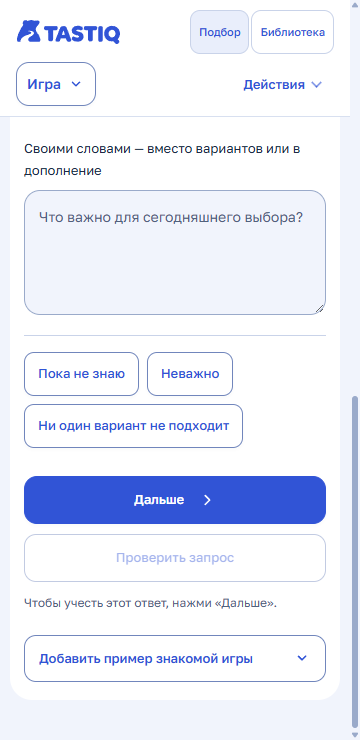 TASTIQ
Подбор
Библиотека
Игра
Действия
Своими словами — вместо вариантов или в
дополнение
Что важно для сегодняшнего выбора?
Пока не знаю
Неважно
Ни один вариант не подходит
Дальше
Проверить запрос
Чтобы учесть этот ответ, нажми «Дальше».
Добавить пример знакомой игры